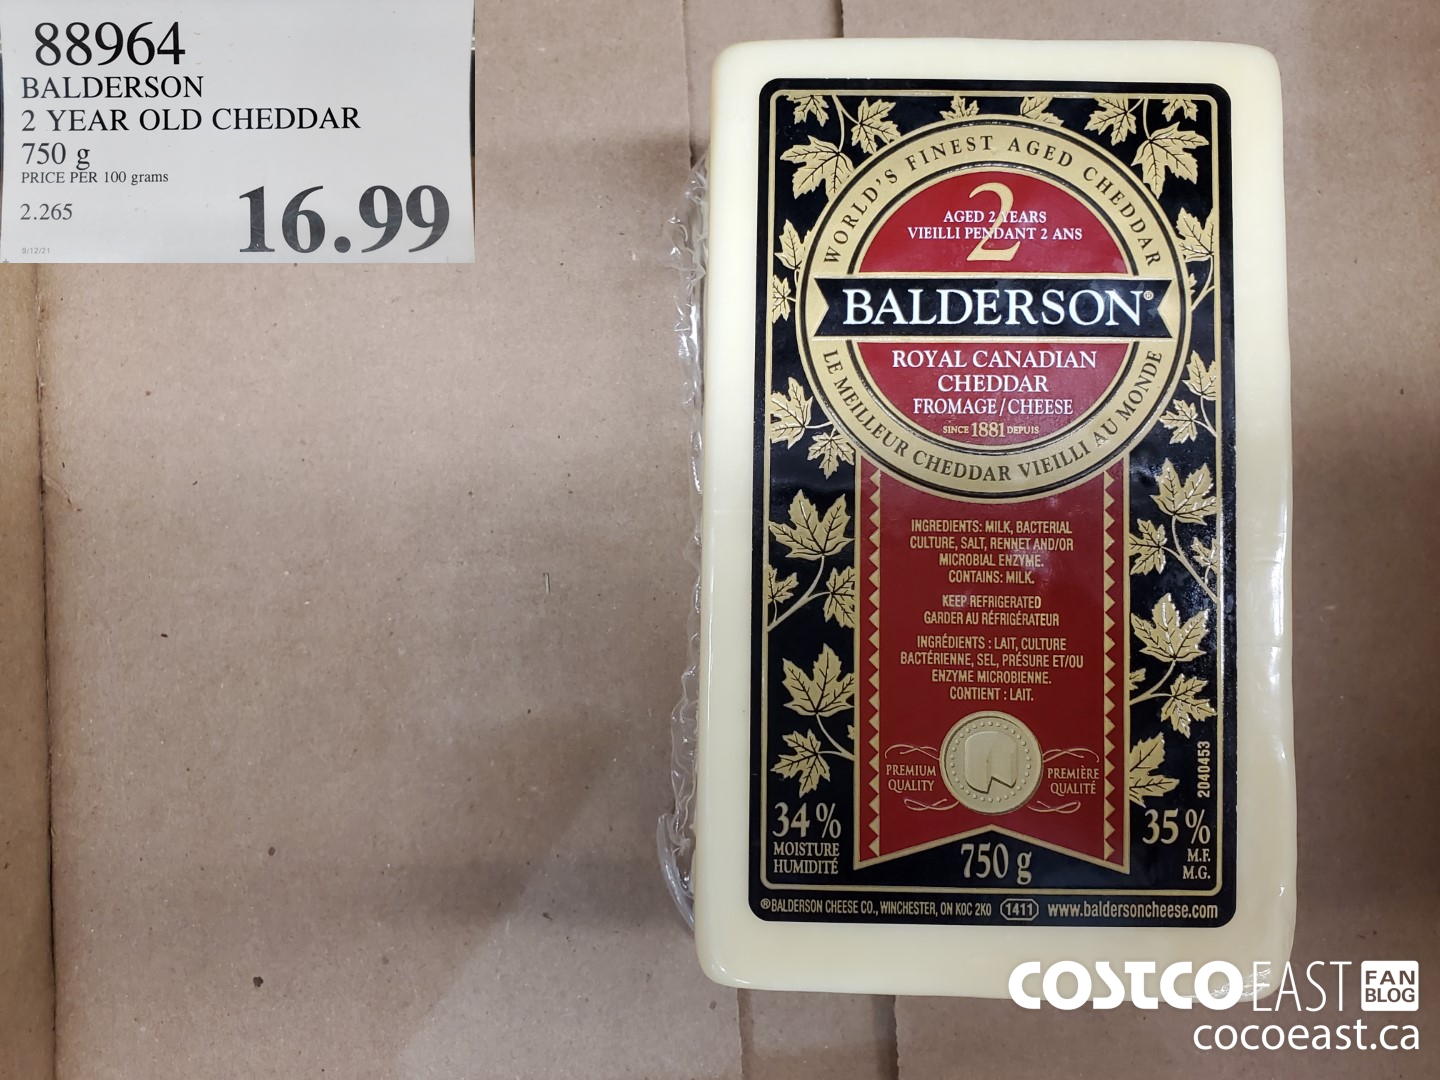 88964
BALDERSON
2 YEAR OLD CHEDDAR
750 g
PRICE PER 100 grams
2.265
16.99
9/12/21
WORLD'S FINEST AGED CHEDDAR
2
AGED 2 YEARS
VIEILLI PENDANT 2 ANS
BALDERSON®
ROYAL CANADIAN
CHEDDAR
FROMAGE/CHEESE
SINCE 1881 DEPUIS
LE MEILLEUR CHEDDAR VIEILLI AU MONDE
INGREDIENTS: MILK, BACTERIAL
CULTURE, SALT, RENNET AND/OR
MICROBIAL ENZYME.
CONTAINS: MILK.
KEEP REFRIGERATED
GARDER AU RÉFRIGÉRATEUR
INGRÉDIENTS : LAIT, CULTURE
BACTÉRIENNE, SEL, PRÉSURE ET/OU
ENZYME MICROBIENNE.
CONTIENT : LAIT.
PREMIUM
QUALITY
PREMIÈRE
QUALITÉ
2040453
34%
MOISTURE
HUMIDITÉ
750 g
35%
M.F.
M.G.
®BALDERSON CHEESE CO., WINCHESTER, ON K0C 2K0 1411 www.baldersoncheese.com
COSTCO EAST FAN
BLOG
cocoeast.ca